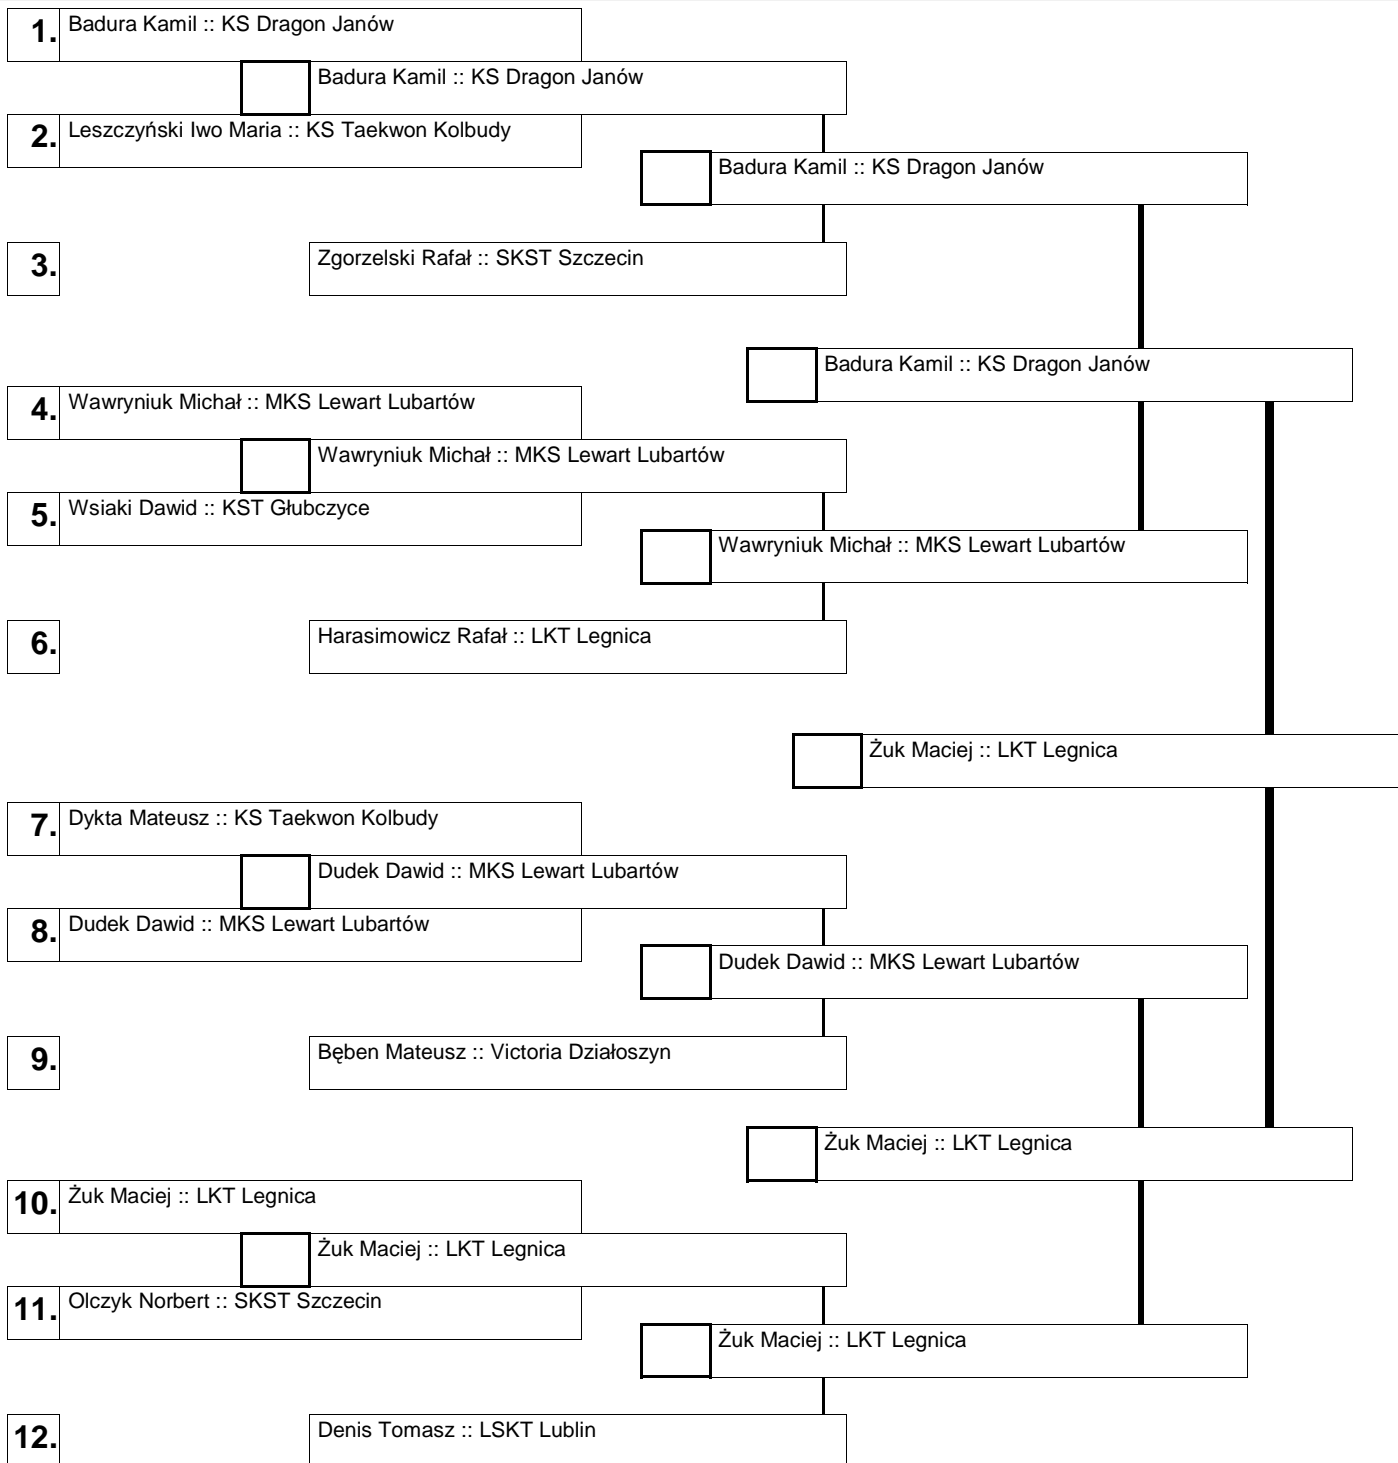 1. Badura Kamil :: KS Dragon Janów
Badura Kamil :: KS Dragon Janów
2. Leszczyński Iwo Maria :: KS Taekwon Kolbudy
Badura Kamil :: KS Dragon Janów
3. Zgorzelski Rafał :: SKST Szczecin
Badura Kamil :: KS Dragon Janów
4. Wawryniuk Michał :: MKS Lewart Lubartów
Wawryniuk Michał :: MKS Lewart Lubartów
5. Wsiaki Dawid :: KST Głubczyce
Wawryniuk Michał :: MKS Lewart Lubartów
6. Harasimowicz Rafał :: LKT Legnica
Żuk Maciej :: LKT Legnica
7. Dykta Mateusz :: KS Taekwon Kolbudy
Dudek Dawid :: MKS Lewart Lubartów
8. Dudek Dawid :: MKS Lewart Lubartów
Dudek Dawid :: MKS Lewart Lubartów
9. Bęben Mateusz :: Victoria Działoszyn
Żuk Maciej :: LKT Legnica
10. Żuk Maciej :: LKT Legnica
Żuk Maciej :: LKT Legnica
11. Olczyk Norbert :: SKST Szczecin
Żuk Maciej :: LKT Legnica
12. Denis Tomasz :: LSKT Lublin